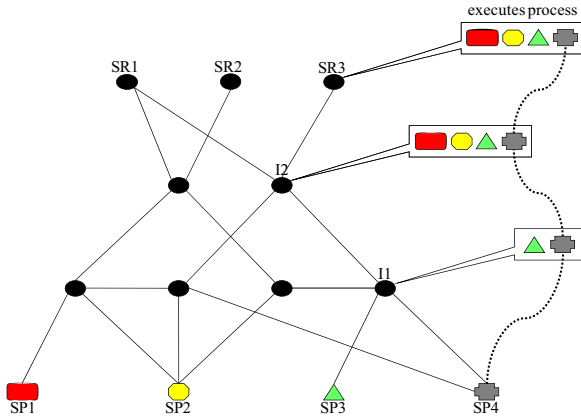 executes process
SR1 SR2 SR3
I2
I1
SP1 SP2 SP3 SP4